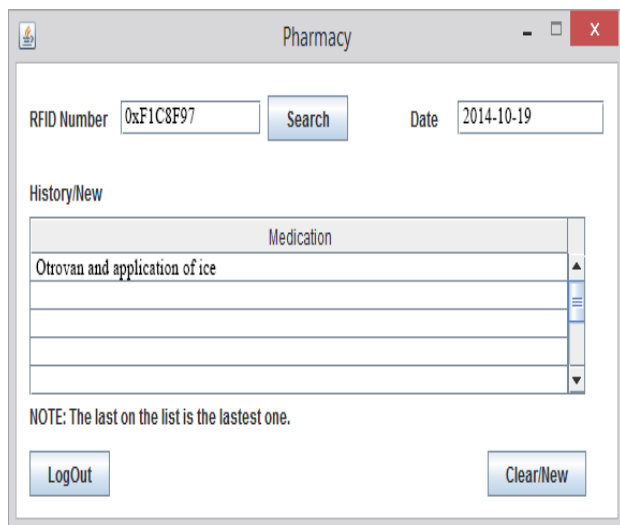 Pharmacy
RFID Number 0xF1C8F97 Search Date 2014-10-19
History/New
Medication
Otrovan and application of ice
NOTE: The last on the list is the lastest one.
LogOut Clear/New